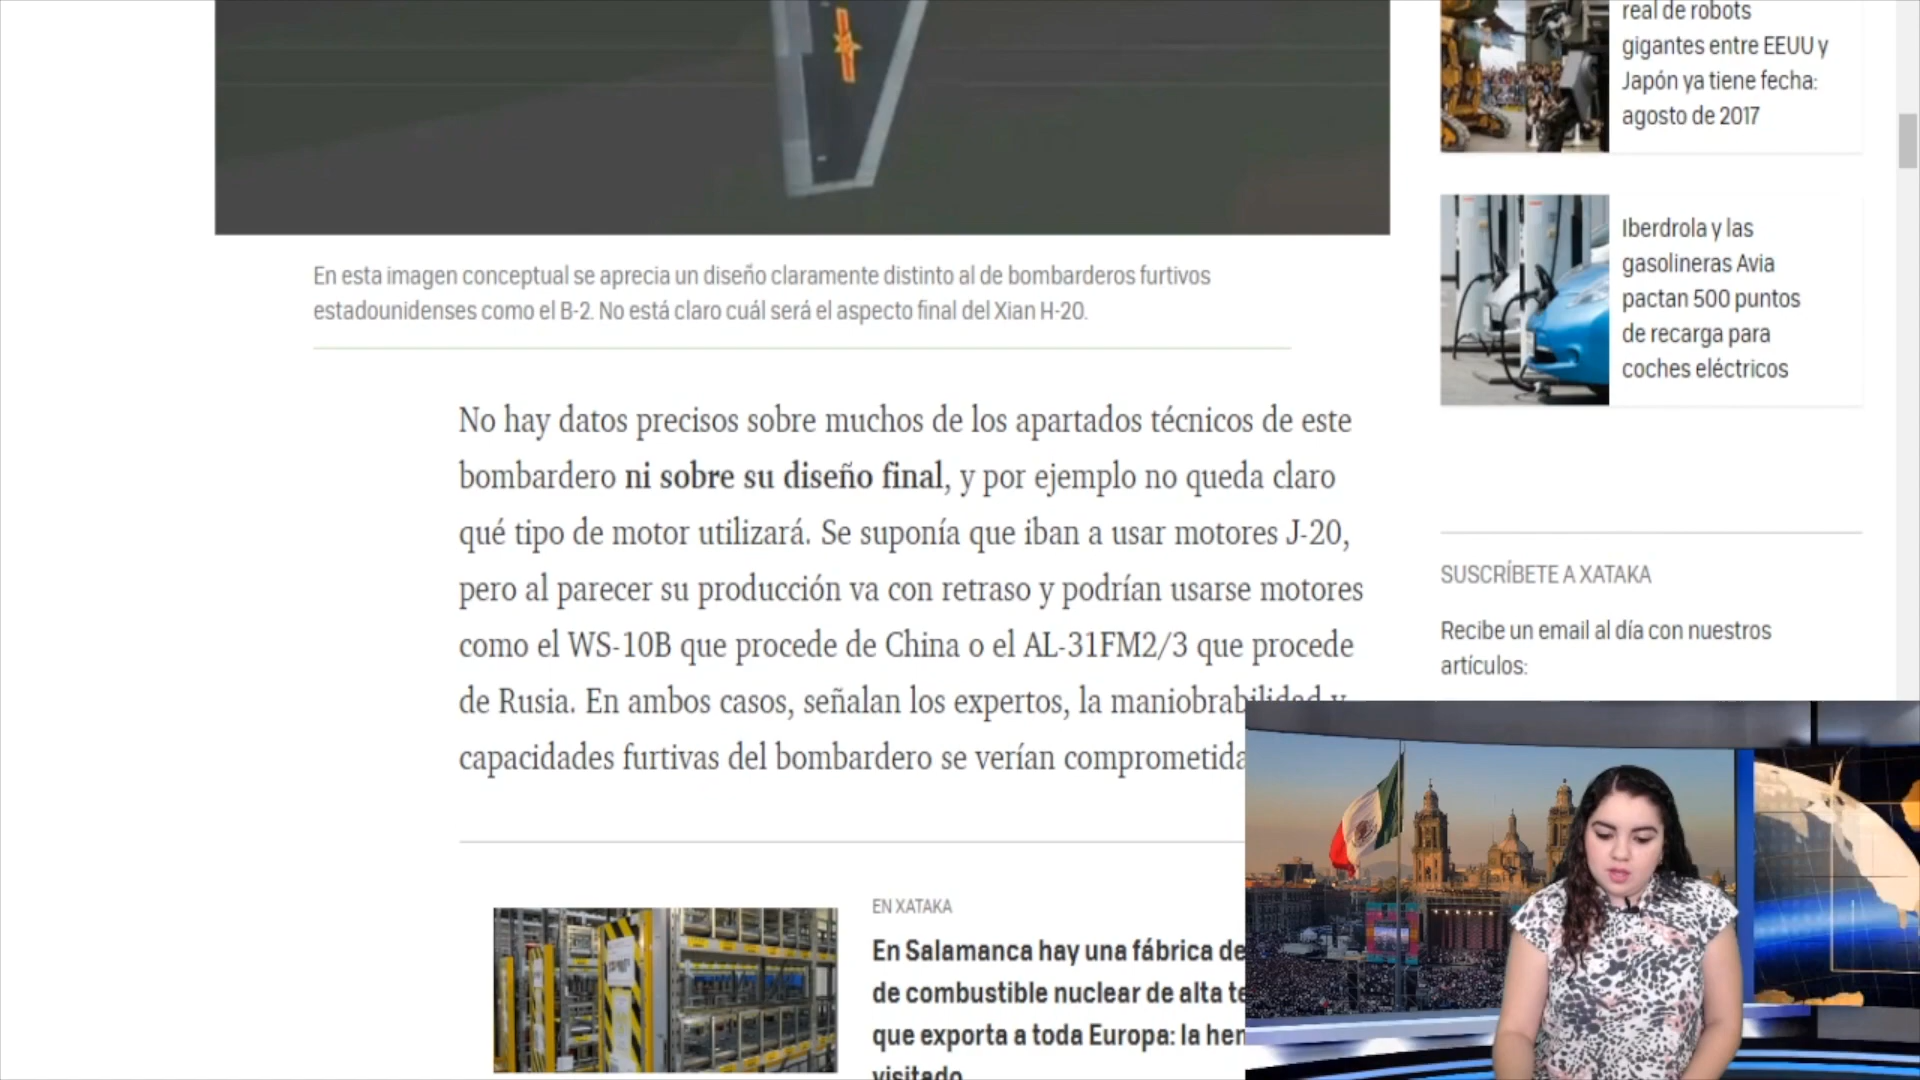 real de robots
gigantes entre EEUU y
Japón ya tiene fecha:
agosto de 2017
Iberdrola y las
gasolineras Avia
pactan 500 puntos
de recarga para
coches eléctricos
En esta imagen conceptual se aprecia un diseño claramente distinto al de bombarderos furtivos
estadounidenses como el B-2. No está claro cuál será el aspecto final del Xian H-20.
No hay datos precisos sobre muchos de los apartados técnicos de este
bombardero ni sobre su diseño final, y por ejemplo no queda claro
qué tipo de motor utilizará. Se suponía que iban a usar motores J-20,
pero al parecer su producción va con retraso y podrían usarse motores
como el WS-10B que procede de China o el AL-31FM2/3 que procede
de Rusia. En ambos casos, señalan los expertos, la maniobrabilidad y
capacidades furtivas del bombardero se verían comprometida
SUSCRÍBETE A XATAKA
Recibe un email al día con nuestros
artículos:
EN XATAKA
En Salamanca hay una fábrica de
de combustible nuclear de alta te
que exporta a toda Europa: la hem
visitado